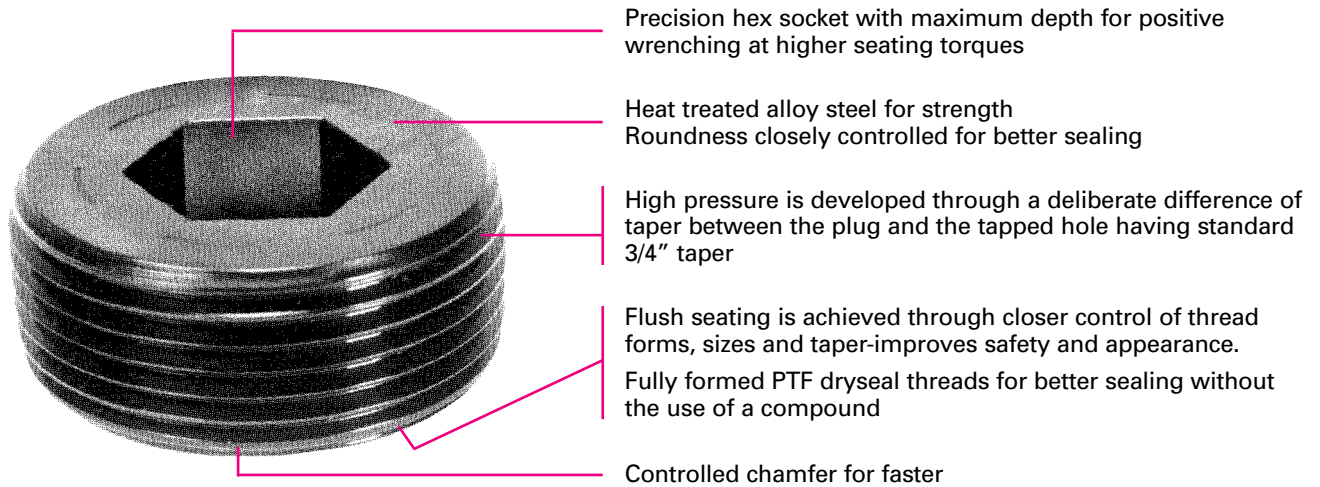 Precision hex socket with maximum depth for positive
wrenching at higher seating torques
Heat treated alloy steel for strength
Roundness closely controlled for better sealing
High pressure is developed through a deliberate difference of
taper between the plug and the tapped hole having standard
3/4” taper
Flush seating is achieved through closer control of thread
forms, sizes and taper-improves safety and appearance.
Fully formed PTF dryseal threads for better sealing without
the use of a compound
Controlled chamfer for faster